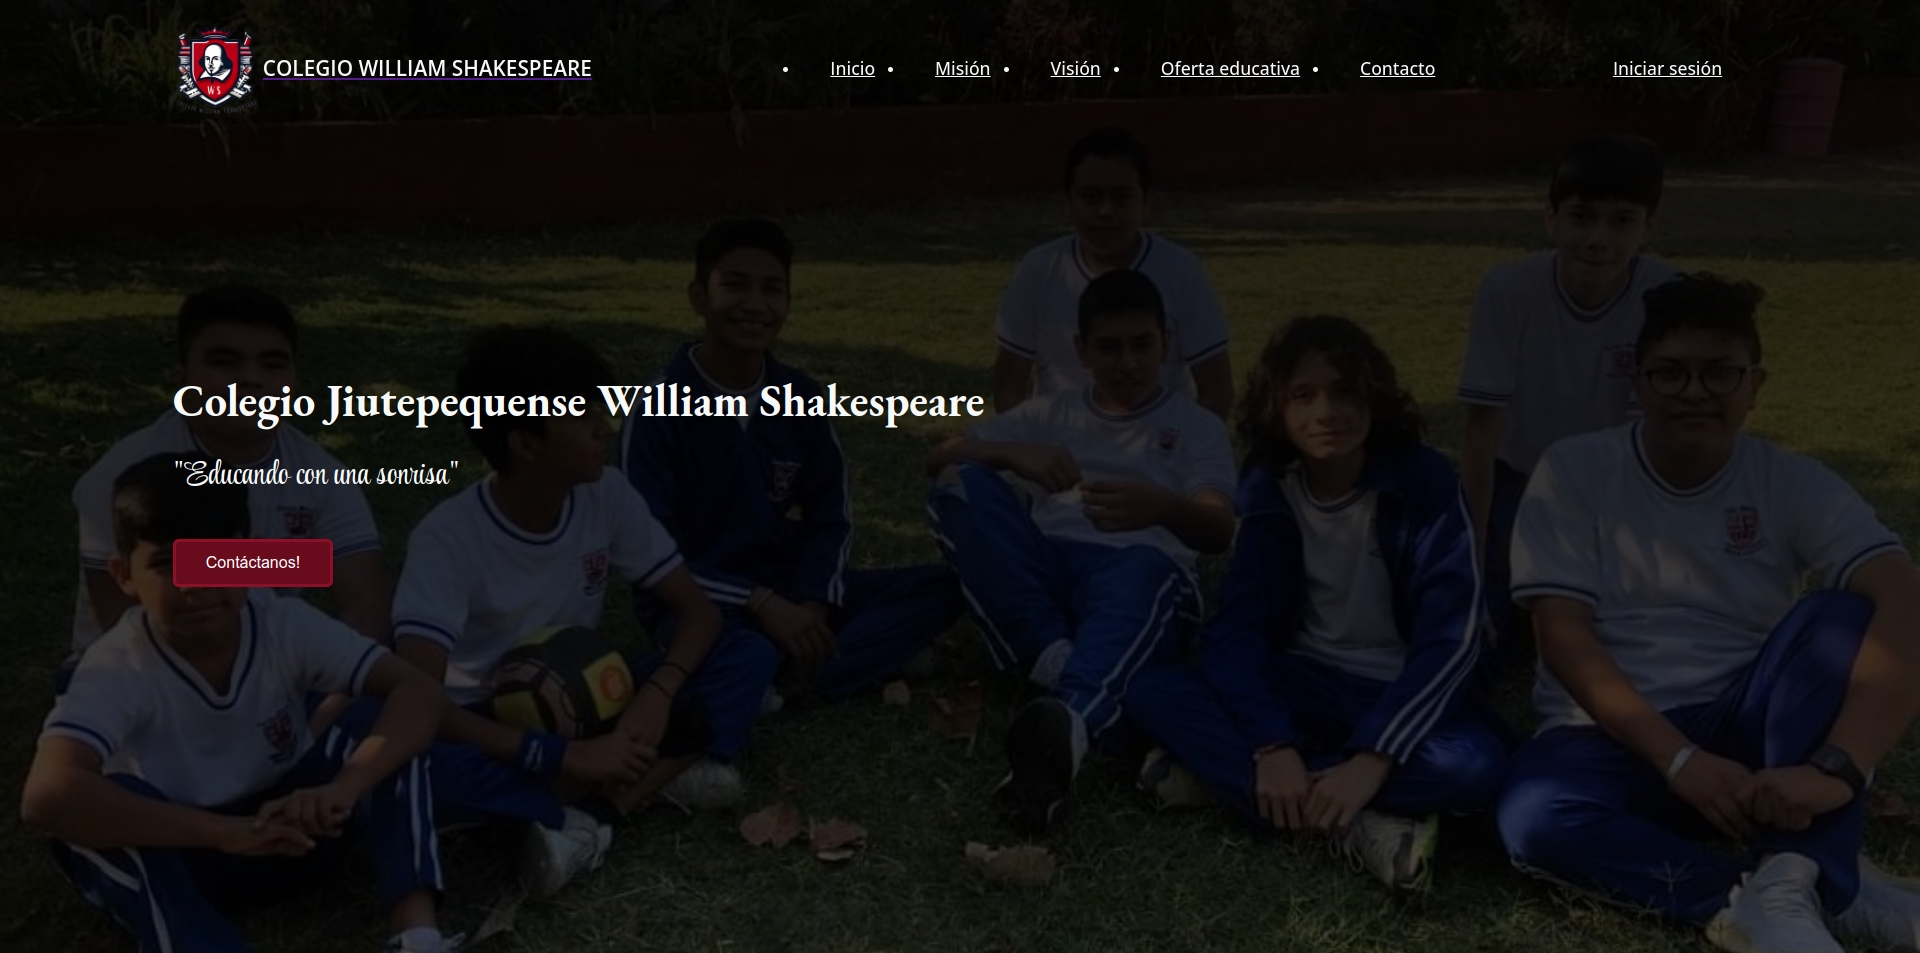 COLEGIO WILLIAM SHAKESPEARE
Inicio
Misión
Visión
Oferta educativa
Contacto
Iniciar sesión
W S
Colegio Jiutepequense William Shakespeare
"Educando con una sonrisa"
Contáctanos!